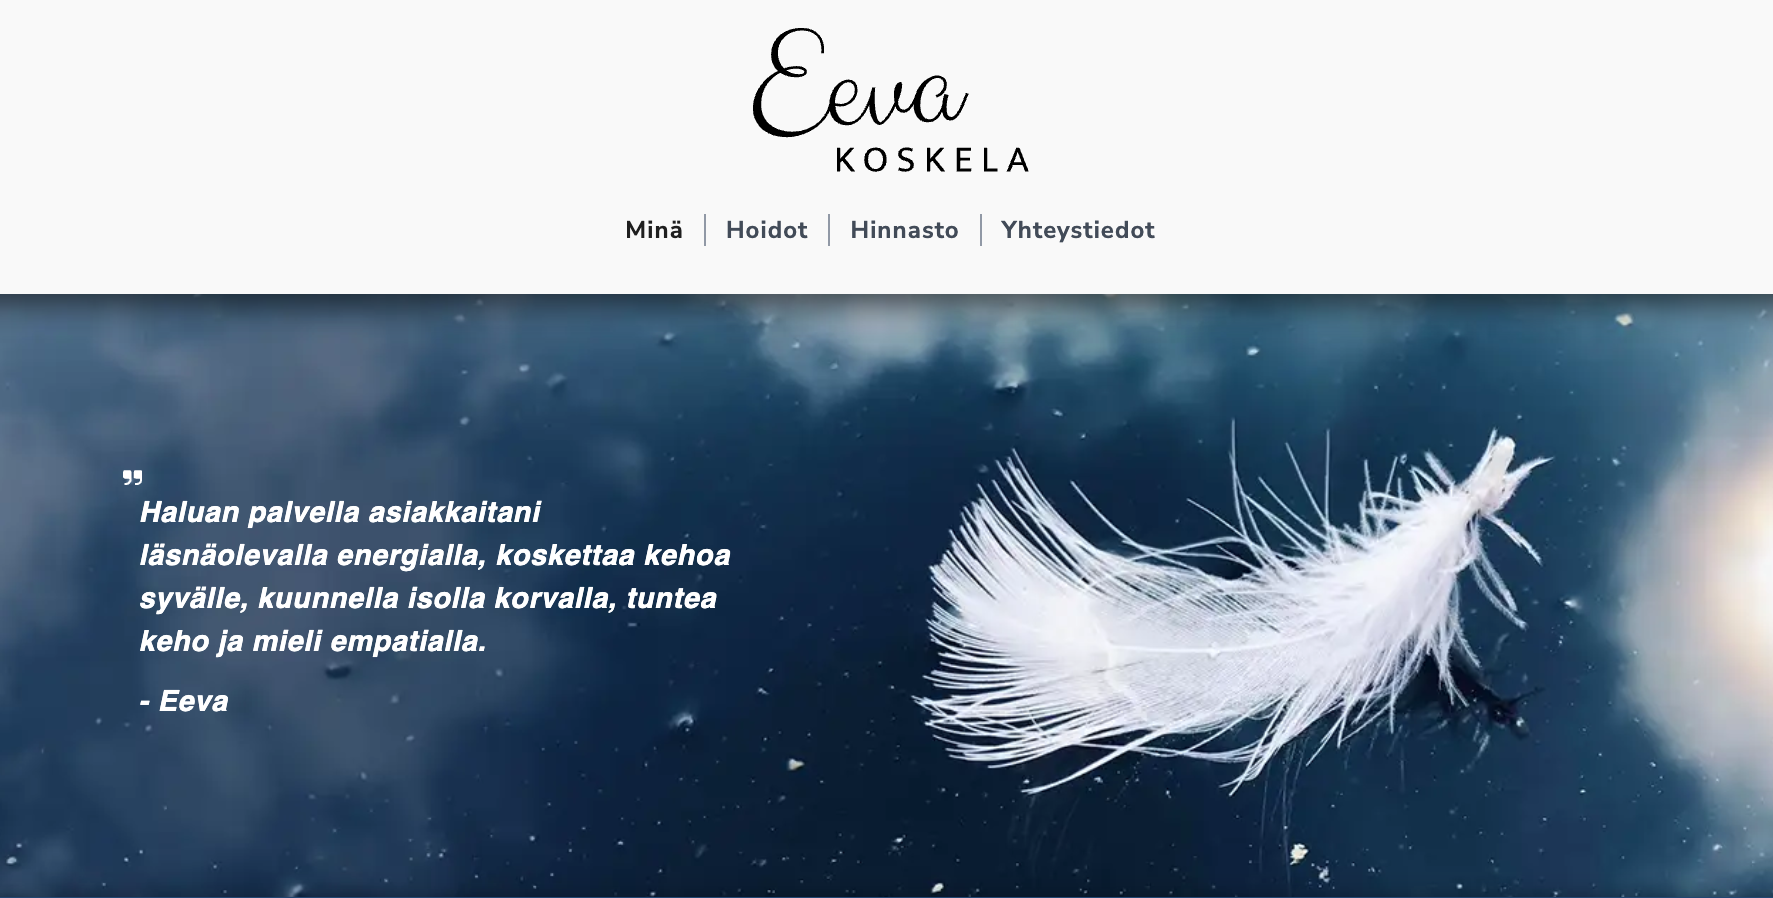 Eeva
KOSKELA
Minä | Hoidot | Hinnasto | Yhteystiedot
”
Haluan palvella asiakkaitani
läsnäolevalla energialla, koskettaa kehoa
syvälle, kuunnella isolla korvalla, tuntea
keho ja mieli empatialla.
- Eeva